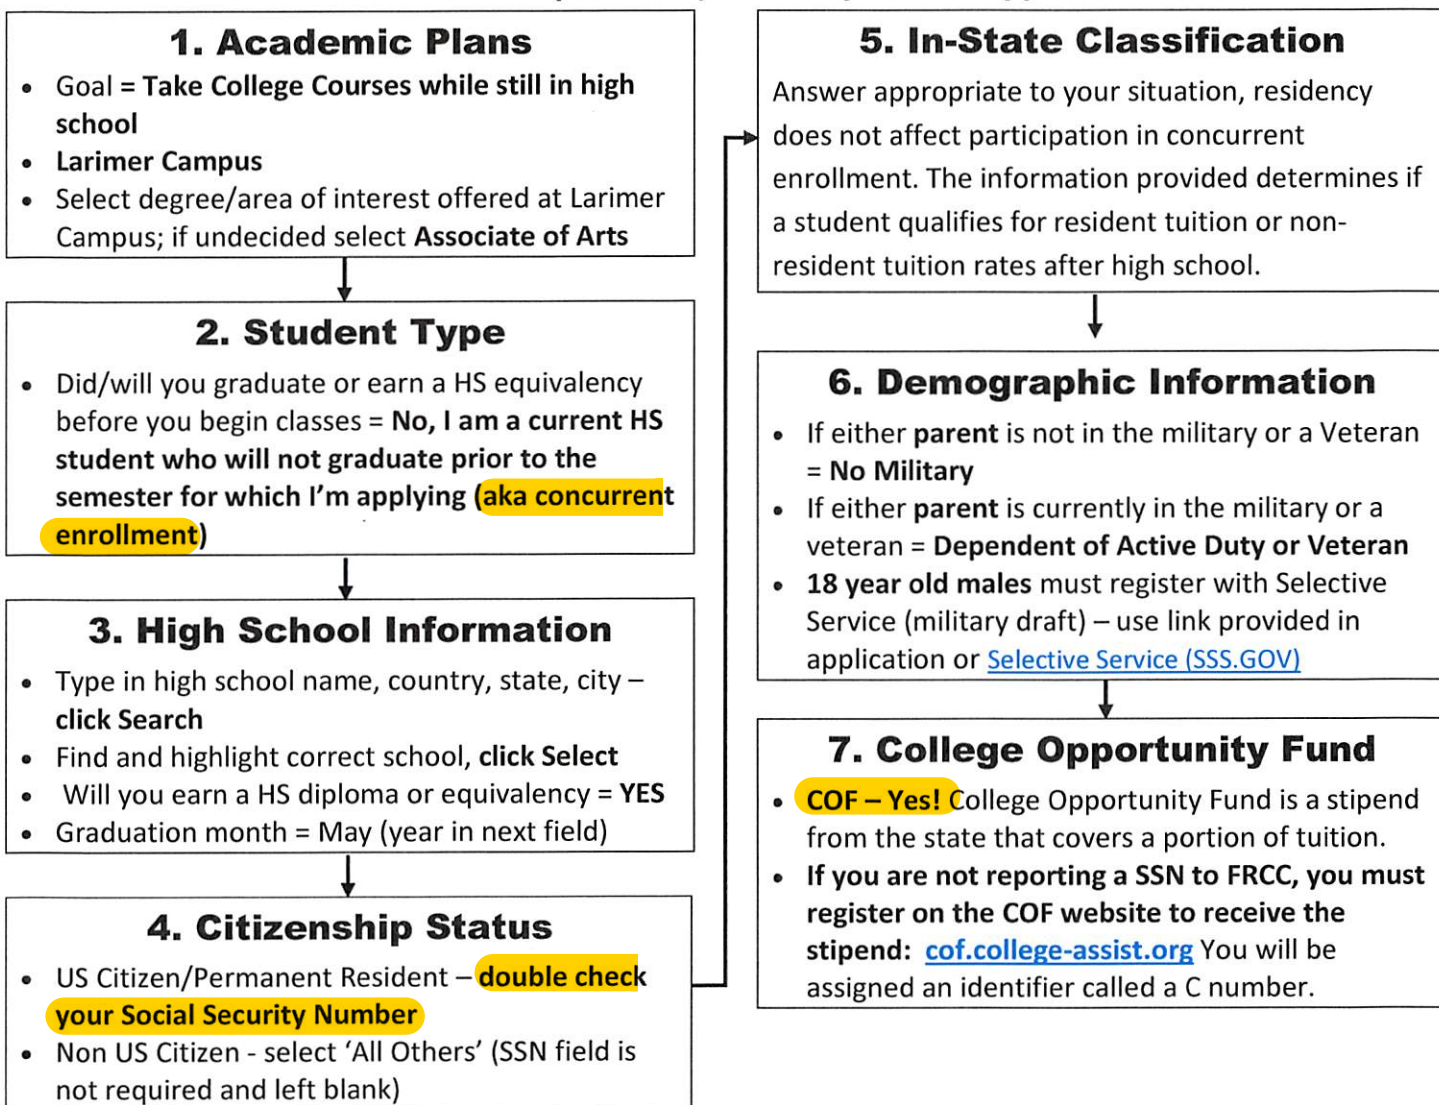 1. Academic Plans
• Goal = Take College Courses while still in high
school
• Larimer Campus
• Select degree/area of interest offered at Larimer
Campus; if undecided select Associate of Arts
2. Student Type
• Did/will you graduate or earn a HS equivalency
before you begin classes = No, I am a current HS
student who will not graduate prior to the
semester for which I'm applying (aka concurrent
enrollment)
3. High School Information
• Type in high school name, country, state, city –
click Search
• Find and highlight correct school, click Select
• Will you earn a HS diploma or equivalency = YES
• Graduation month = May (year in next field)
4. Citizenship Status
• US Citizen/Permanent Resident – double check
your Social Security Number
• Non US Citizen - select 'All Others' (SSN field is
not required and left blank)
5. In-State Classification
Answer appropriate to your situation, residency
does not affect participation in concurrent
enrollment. The information provided determines if
a student qualifies for resident tuition or non-
resident tuition rates after high school.
6. Demographic Information
• If either parent is not in the military or a Veteran
= No Military
• If either parent is currently in the military or a
veteran = Dependent of Active Duty or Veteran
• 18 year old males must register with Selective
Service (military draft) – use link provided in
application or Selective Service (SSS.GOV)
7. College Opportunity Fund
• COF – Yes! College Opportunity Fund is a stipend
from the state that covers a portion of tuition.
• If you are not reporting a SSN to FRCC, you must
register on the COF website to receive the
stipend: cof.college-assist.org You will be
assigned an identifier called a C number.